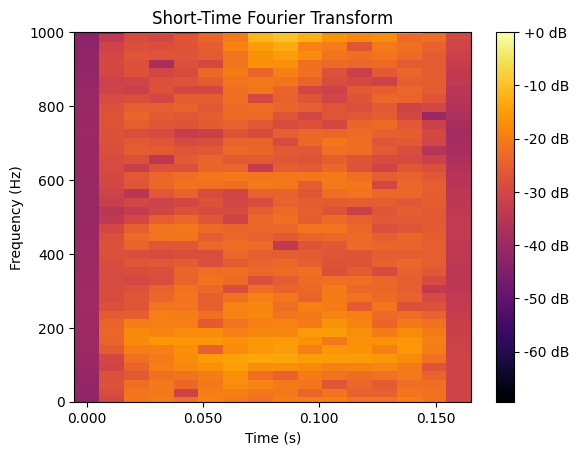 Short-Time Fourier Transform
1000
800
600
400
200
0
Frequency (Hz)
0.000
0.050
0.100
0.150
Time (s)
+0 dB
-10 dB
-20 dB
-30 dB
-40 dB
-50 dB
-60 dB